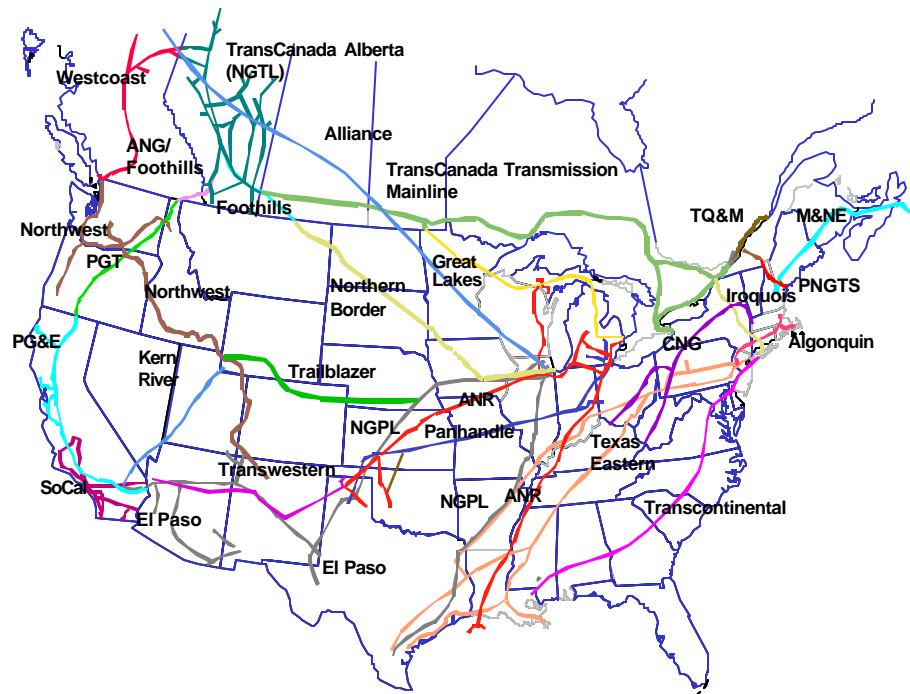 TransCanada Alberta
(NGTL)
Westcoast
Alliance
ANG/
Foothills
TransCanada Transmission
Mainline
Foothills
TQ&M
M&NE
Northwest
PGT
Great
Lakes
Northwest
Northern
Border
PNGTS
Iroquois
PG&E
CNG
Algonquin
Kern
River
Trailblazer
ANR
NGPL
Panhandle
Texas
Eastern
Transwestern
SoCal
NGPL
ANR
Transcontinental
El Paso
El Paso